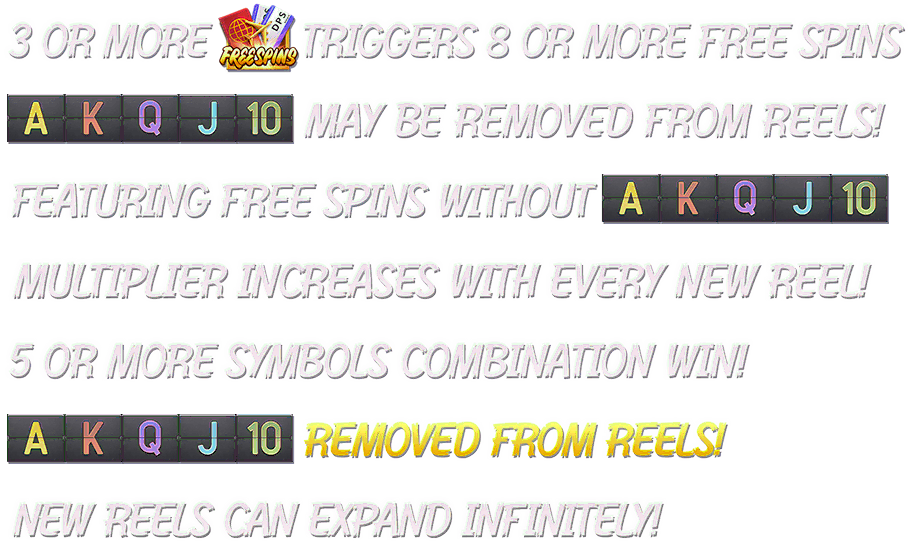 3 OR MORE DPS FREE SPINS TRIGGERS 8 OR MORE FREE SPINS
A K Q J 10 MAY BE REMOVED FROM REELS!
FEATURING FREE SPINS WITHOUT A K Q J 10
MULTIPLIER INCREASES WITH EVERY NEW REEL!
5 OR MORE SYMBOLS COMBINATION WIN!
A K Q J 10 REMOVED FROM REELS!
NEW REELS CAN EXPAND INFINITELY!